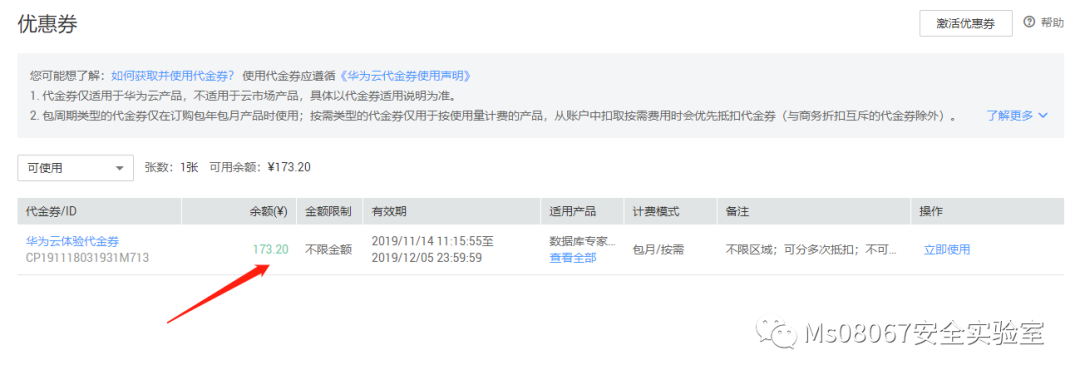 优惠券
激活优惠券 帮助
您可能想了解：如何获取并使用代金券？ 使用代金券应遵循《华为云代金券使用声明》
1. 代金券仅适用于华为云产品，不适用于云市场产品，具体以代金券适用说明为准。
2. 包周期类型的代金券仅在订购包年包月产品时使用；按需类型的代金券仅用于按使用量计费的产品，从账户中扣取按需费用时会优先抵扣代金券（与商务折扣互斥的代金券除外）。 了解更多
可使用 张数：1张 可用余额：¥173.20
代金券/ID 余额(¥) 金额限制 有效期 适用产品 计费模式 备注 操作
华为云体验代金券 173.20 不限金额 2019/11/14 11:15:55至 数据库专家... 包月/按需 不限区域；可分多次抵扣；不可... 立即使用
CP191118031931M713 2019/12/05 23:59:59 查看全部
Ms08067安全实验室